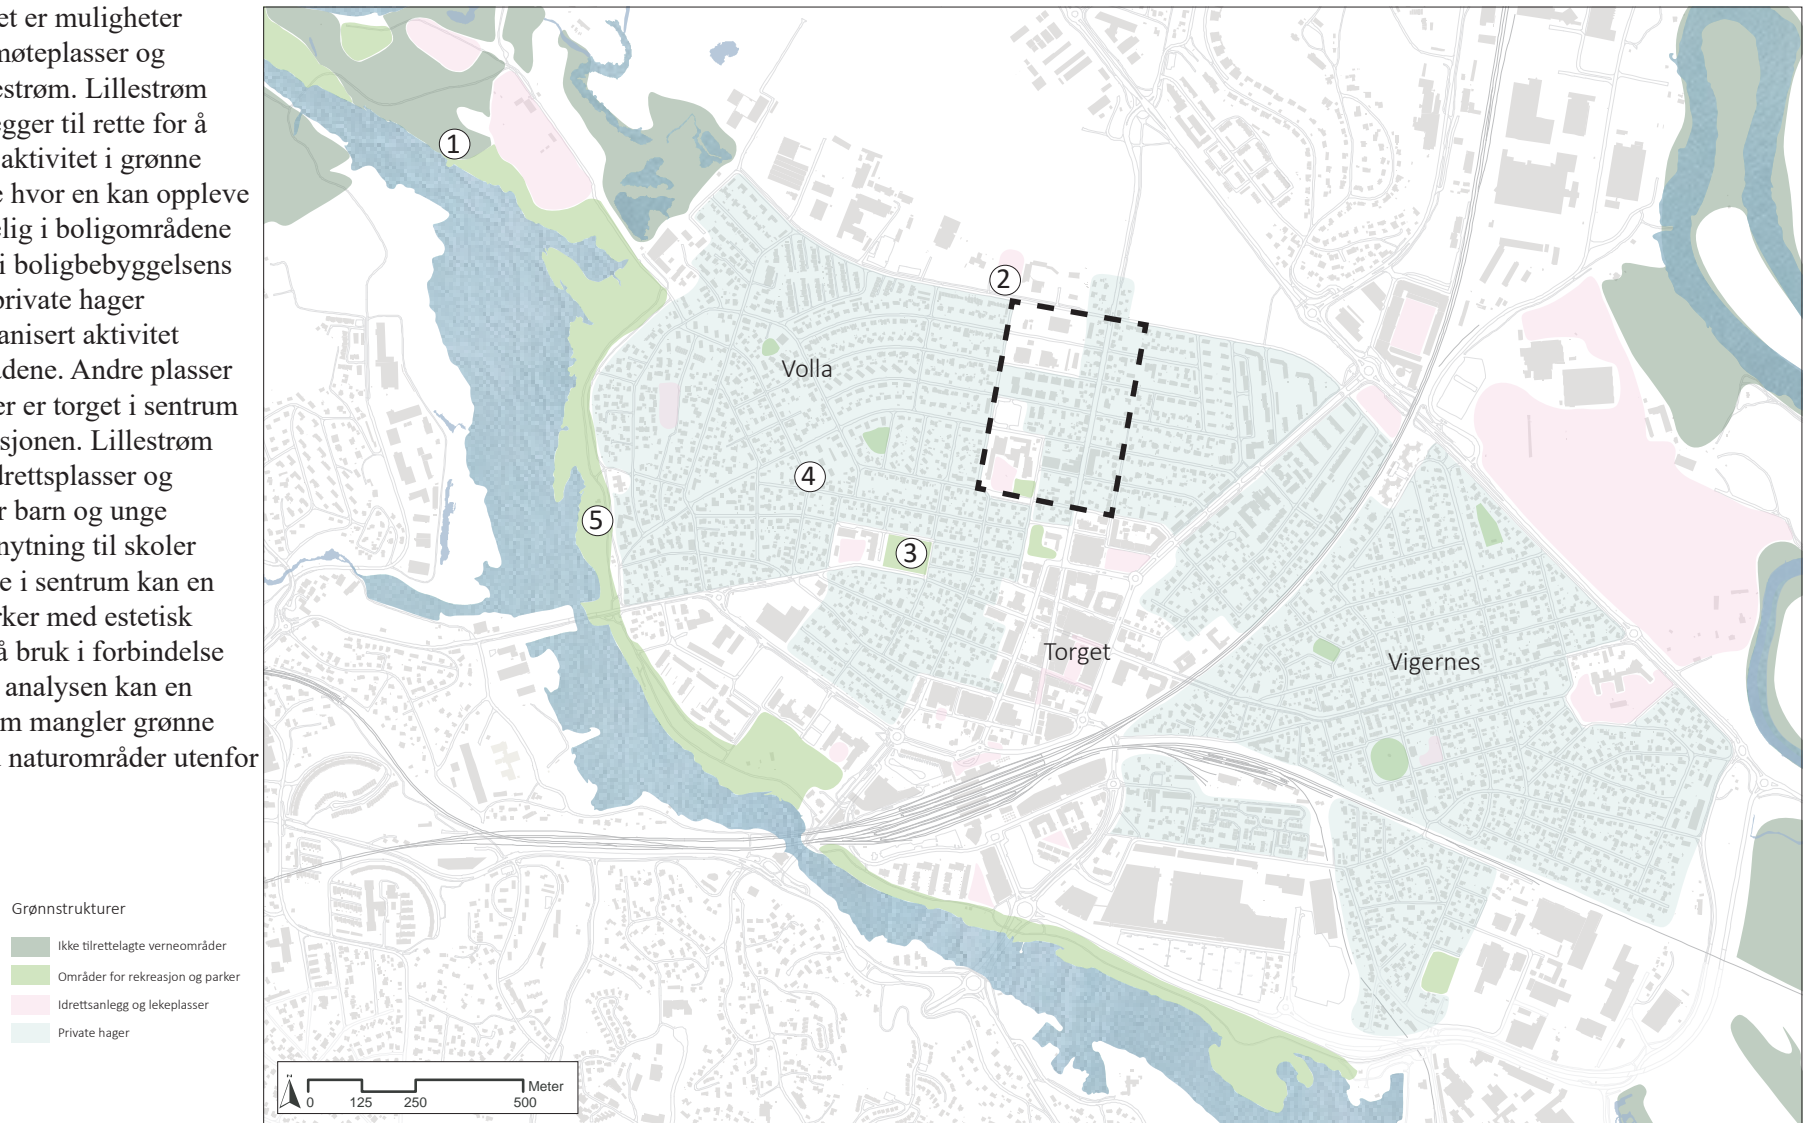 et er muligheter
møteplasser og
estrøm. Lillestrøm
egger til rette for å
aktivitet i grønne
e hvor en kan oppleve
elig i boligområdene
i boligbebyggelsens
private hager
anisert aktivitet
ådene. Andre plasser
er er torget i sentrum
sjonen. Lillestrøm
drettsplasser og
r barn og unge
nytning til skoler
e i sentrum kan en
rker med estetisk
å bruk i forbindelse
analysen kan en
m mangler grønne
naturområder utenfor
1
2
Volla
4
5
3
Torget
Vigernes
Grønnstrukturer
Ikke tilrettelagte verneområder
Områder for rekreasjon og parker
Idrettsanlegg og lekeplasser
Private hager
z
Meter
0 125 250 500